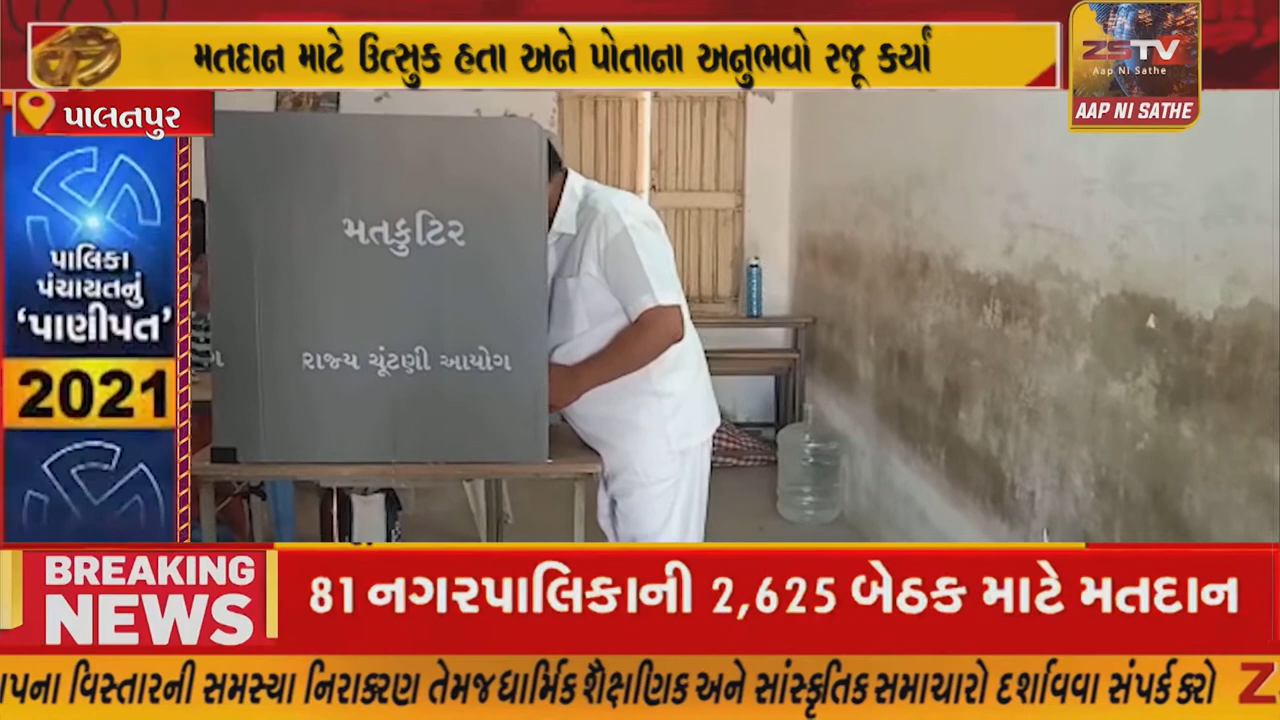 મતદાન માટે ઉત્સુક હતા અને પોતાના અનુભવો રજૂ કર્યાં
ZSTV
Aap Ni Sathe
AAP NI SATHE
પાલનપુર
પાલિકા
પંચાયતનું
‘પાણીપત’
2021
મતકુટિર
રાજ્ય ચૂંટણી આયોગ
BREAKING
NEWS
81 નગરપાલિકાની 2,625 બેઠક માટે મતદાન
વિસ્તારની સમસ્યા નિરાકરણ તેમજ ધાર્મિક શૈક્ષણિક અને સાંસ્કૃતિક સમાચારો દર્શાવવા સંપર્ક કરો Z